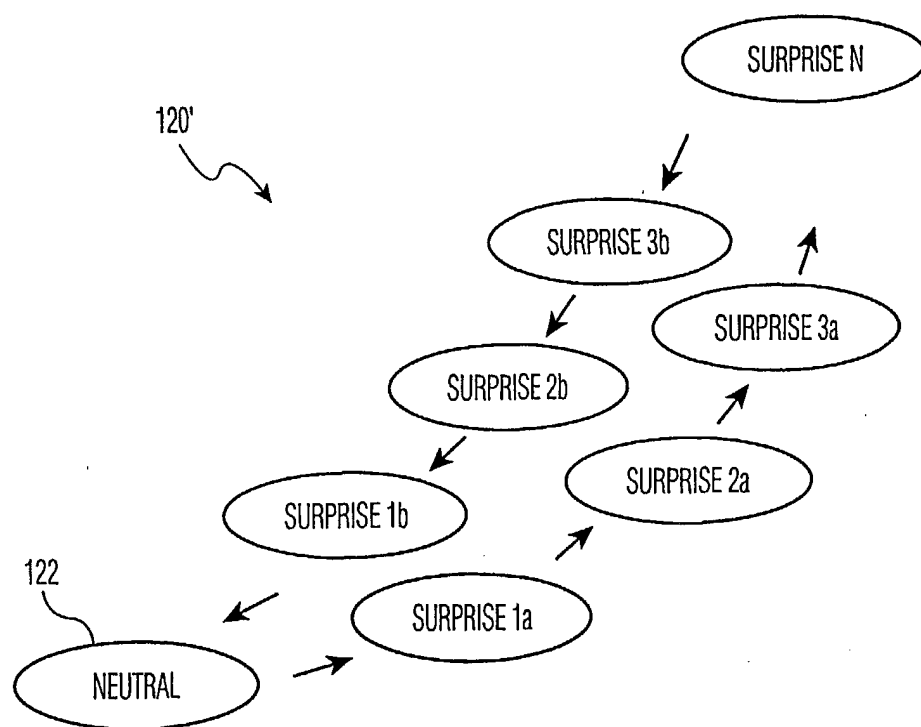 SURPRISE N
120'
SURPRISE 3b
SURPRISE 3a
SURPRISE 2b
SURPRISE 2a
SURPRISE 1b
122
SURPRISE 1a
NEUTRAL